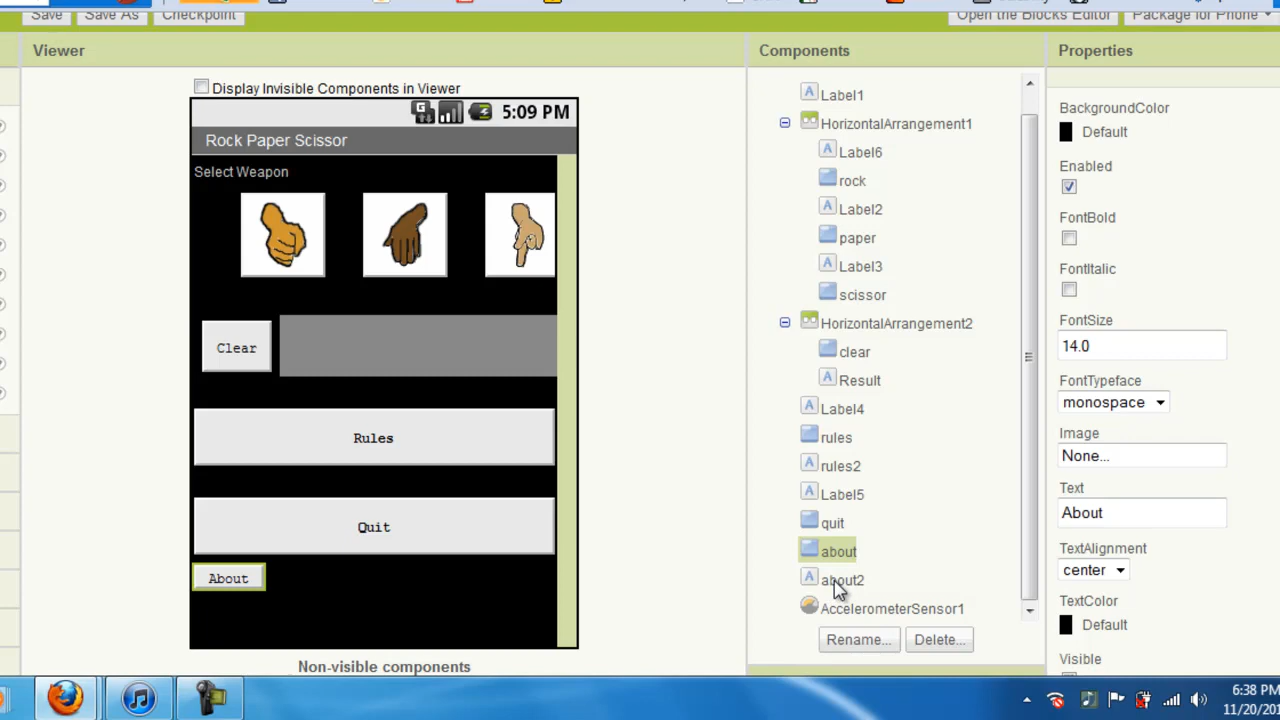 Save Save As Checkpoint Open the Blocks Editor Package for Phone
Viewer Components Properties
Display Invisible Components in Viewer
5:09 PM
Rock Paper Scissor
Select Weapon
Clear
Rules
Quit
About
Non-visible components
Label1
HorizontalArrangement1
Label6
rock
Label2
paper
Label3
scissor
HorizontalArrangement2
clear
Result
Label4
rules
rules2
Label5
quit
about
about2
AccelerometerSensor1
Rename... Delete...
BackgroundColor
Default
Enabled
FontBold
FontItalic
FontSize
14.0
FontTypeface
monospace
Image
None...
Text
About
TextAlignment
center
TextColor
Default
Visible
6:38 PM
11/20/201